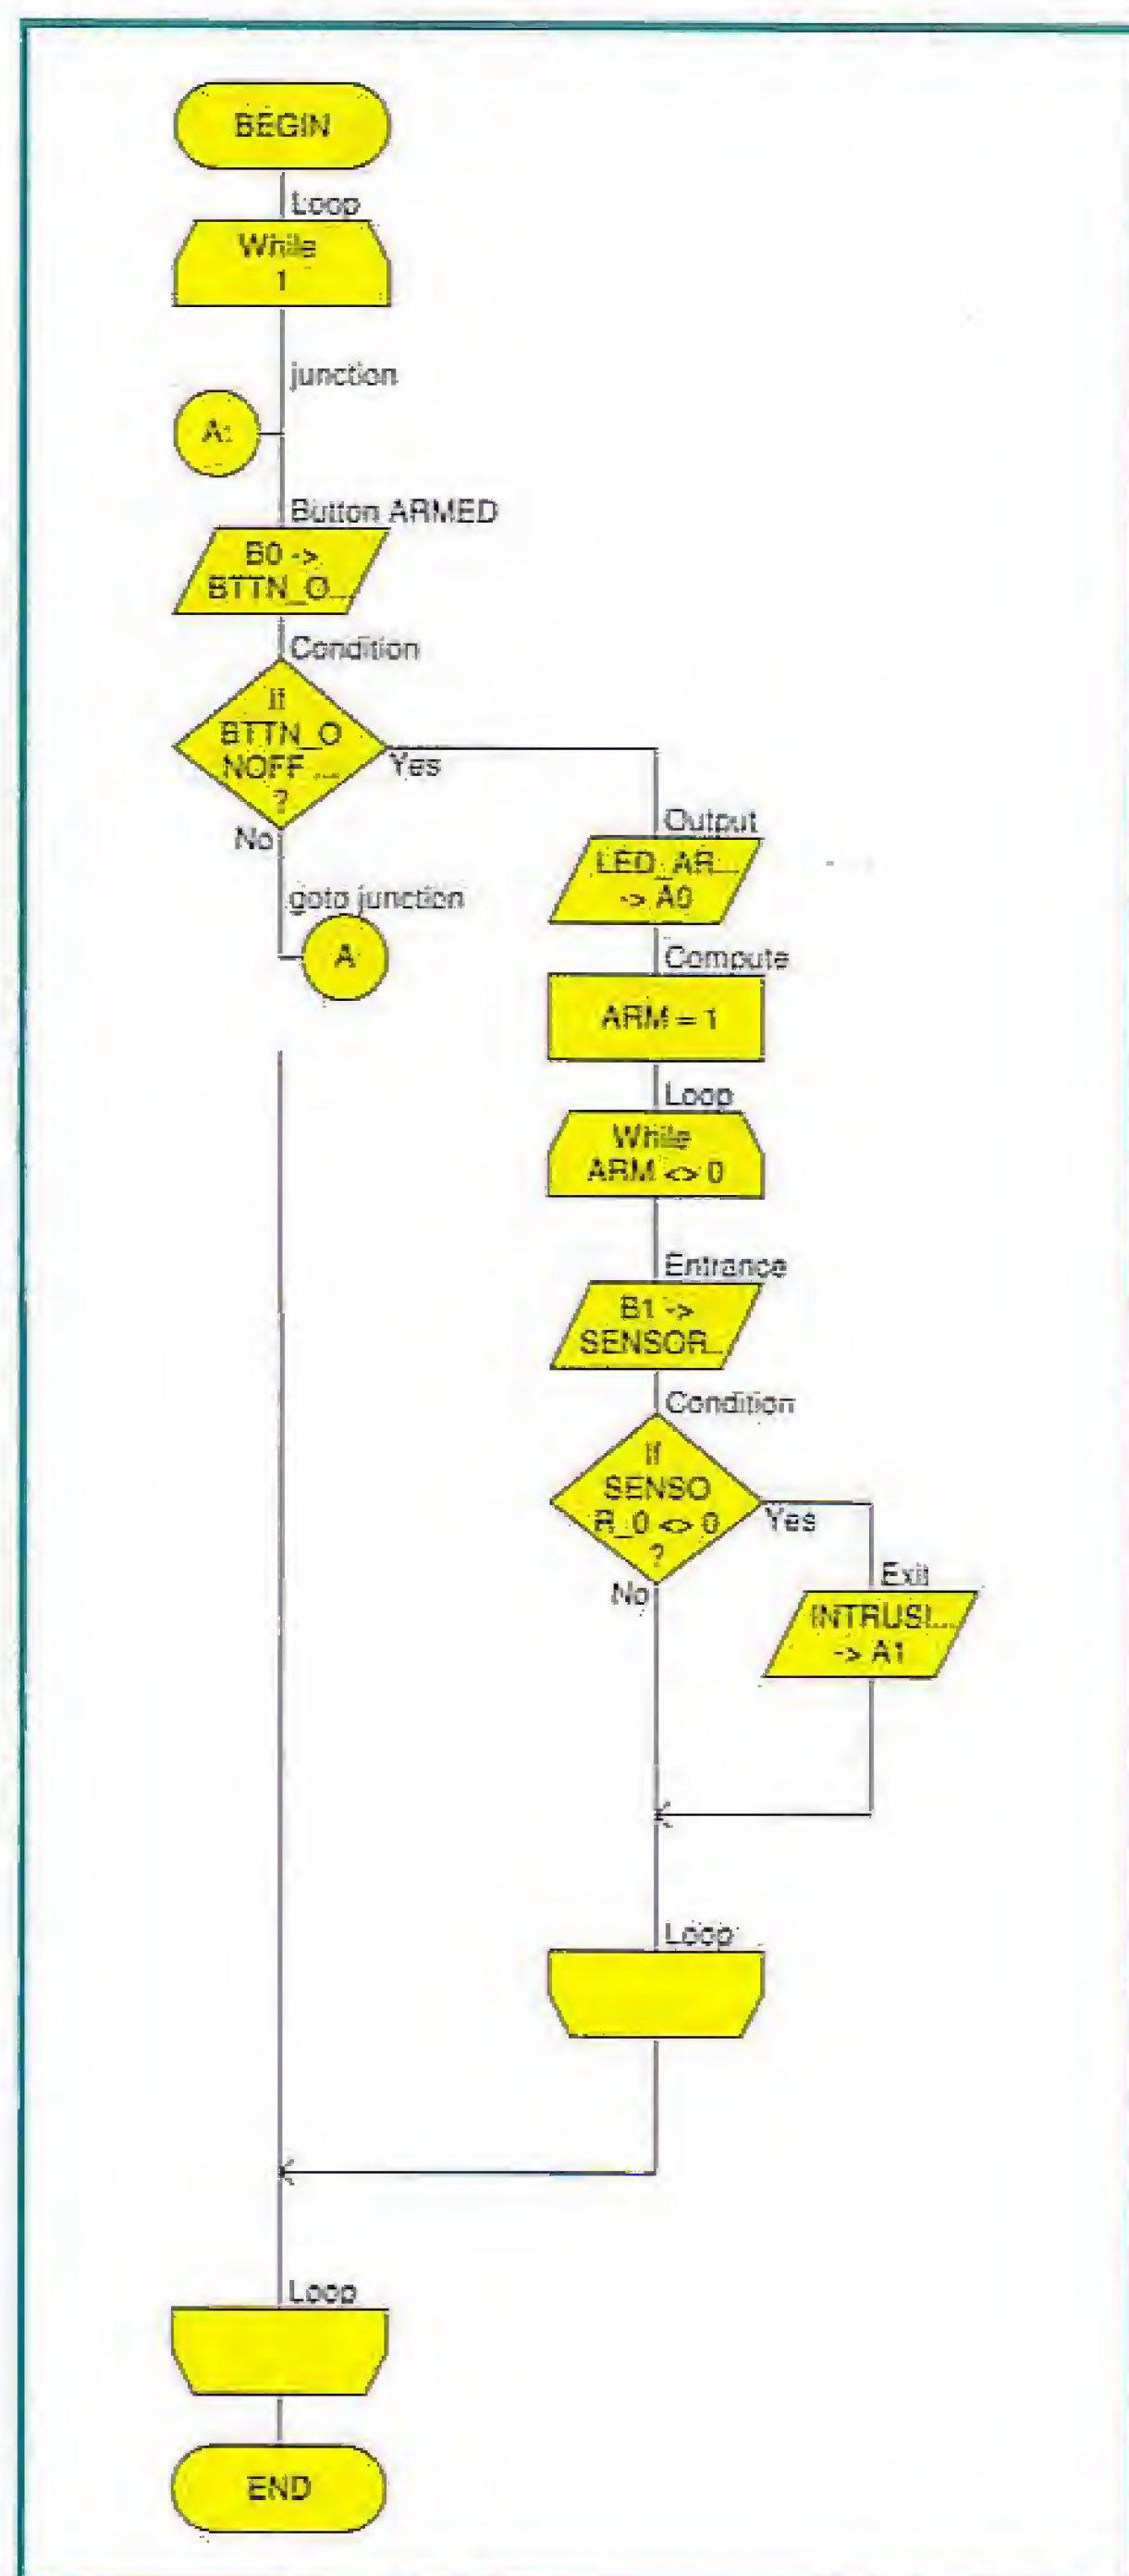 BEGIN
Loop
While
1
junction
A:
Button ARMED
B0 ->
BTTN_O...
Condition
If
BTTN_O
NOFF ...
?
Yes
No
goto junction
A
Output
LED_AR...
-> A0
Compute
ARM = 1
Loop
While
ARM <> 0
Entrance
B1 ->
SENSOR...
Condition
If
SENSO
R_0 <> 0
?
Yes
No
Exit
INTRUSI...
-> A1
Loop
Loop
END